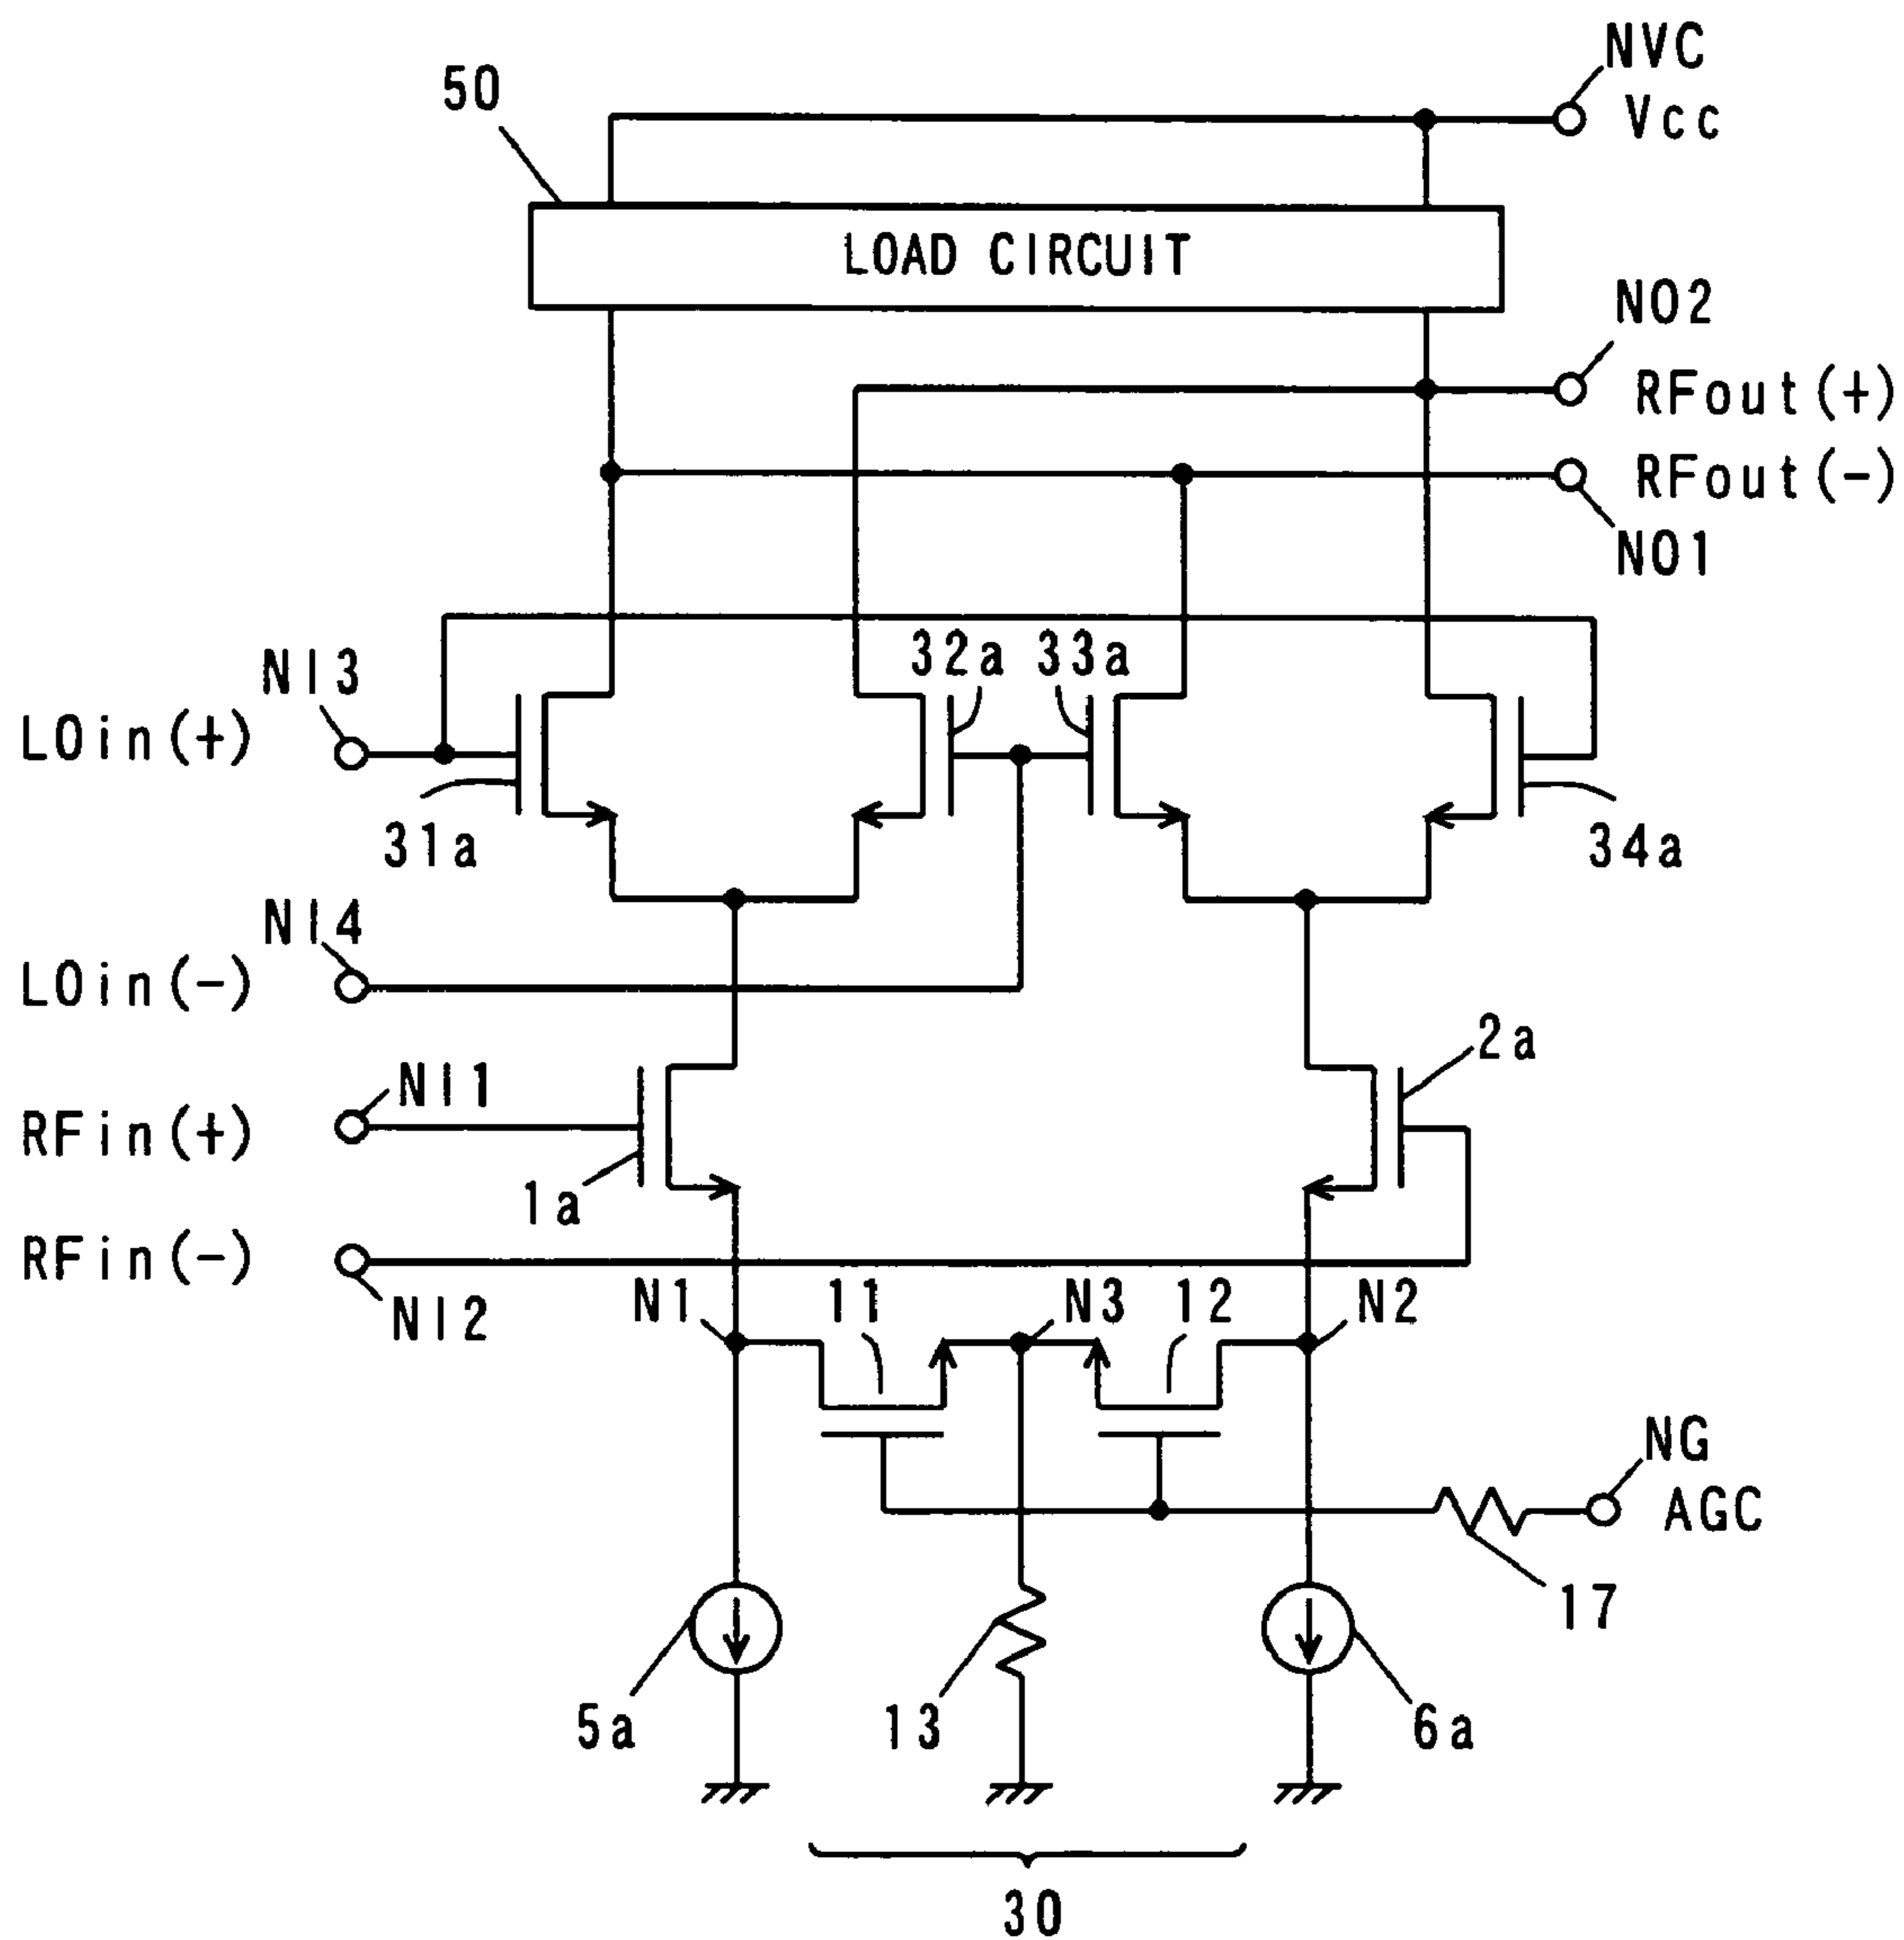 NVC
50
Vcc
LOAD CIRCUIT
NO2
RFout(+)
RFout(-)
NO1
32a 33a
NI3
LOin(+)
31a
34a
NI4
LOin(-)
2a
NI1
RFin(+)
1a
RFin(-)
N1 11 N3 12 N2
NI2
NG
AGC
17
5a
13
6a
30